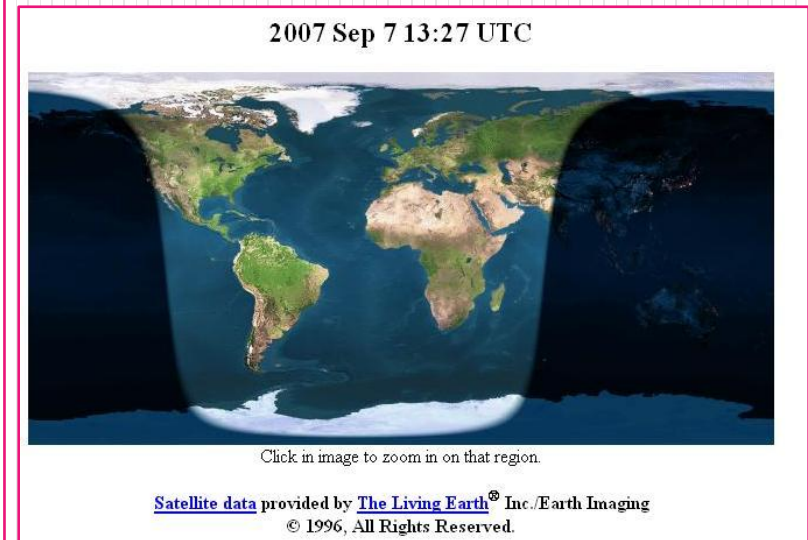 2007 Sep 7 13:27 UTC
Click in image to zoom in on that region.
Satellite data provided by The Living Earth® Inc./Earth Imaging
© 1996, All Rights Reserved.